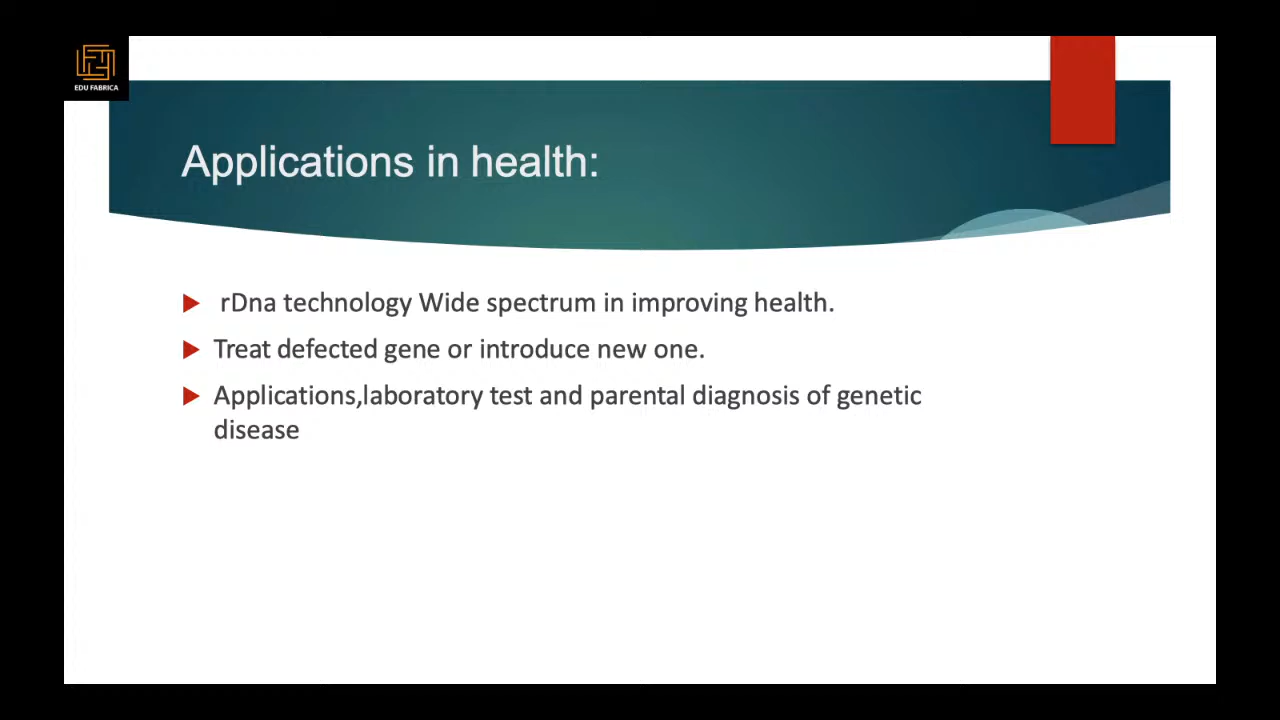 EDU FABRICA
Applications in health:
rDna technology Wide spectrum in improving health.
Treat defected gene or introduce new one.
Applications,laboratory test and parental diagnosis of genetic
disease